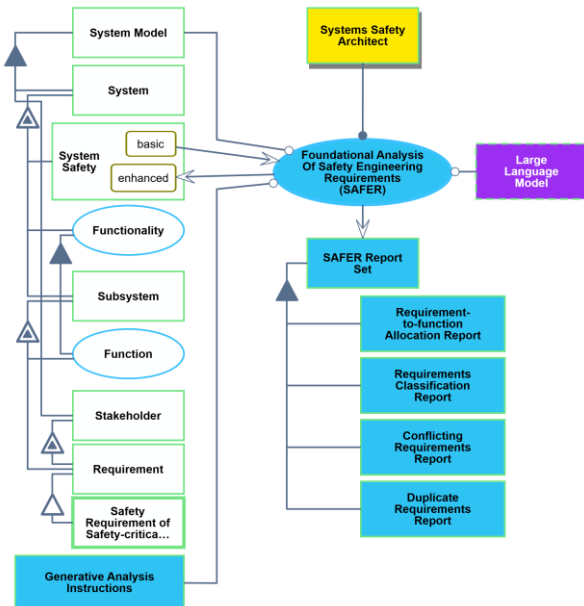 System Model
System
System
Safety
basic
enhanced
Functionality
Subsystem
Function
Stakeholder
Requirement
Safety
Requirement of
Safety-critica...
Generative Analysis
Instructions
Systems Safety
Architect
Foundational Analysis
Of Safety Engineering
Requirements
(SAFER)
Large
Language
Model
SAFER Report
Set
Requirement-
to-function
Allocation Report
Requirements
Classification
Report
Conflicting
Requirements
Report
Duplicate
Requirements
Report